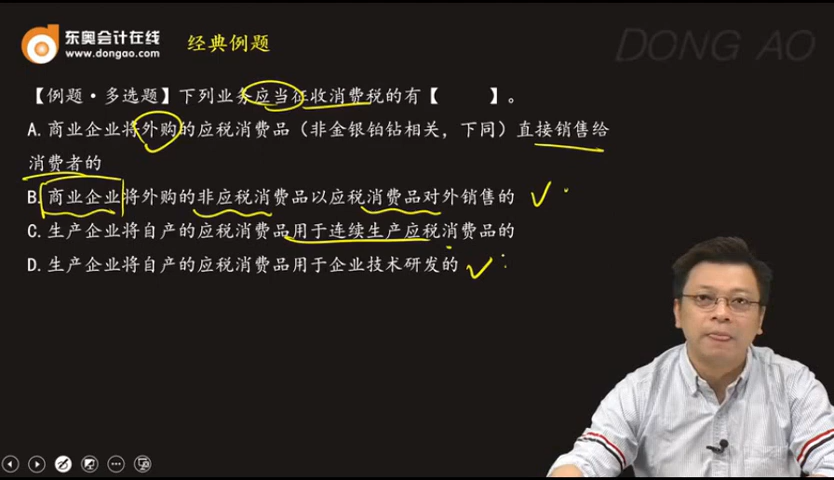 东奥会计在线
www.dongao.com
经典例题
DONG AO
【例题·多选题】下列业务应当征收消费税的有【 】。
A. 商业企业将外购的应税消费品（非金银铂钻相关，下同）直接销售给
消费者的
B. 商业企业将外购的非应税消费品以应税消费品对外销售的
C. 生产企业将自产的应税消费品用于连续生产应税消费品的
D. 生产企业将自产的应税消费品用于企业技术研发的